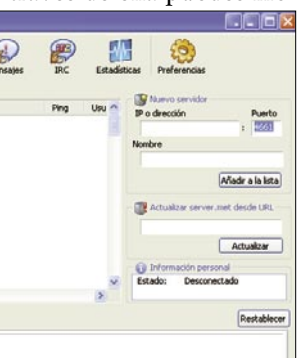 IRC
Estadísticas
Preferencias
Ping
Usu
Nuevo servidor
IP o dirección
Puerto
:
4661
Nombre
Añadir a la lista
Actualizar server.met desde URL
Actualizar
Información personal
Estado: Desconectado
Restablecer